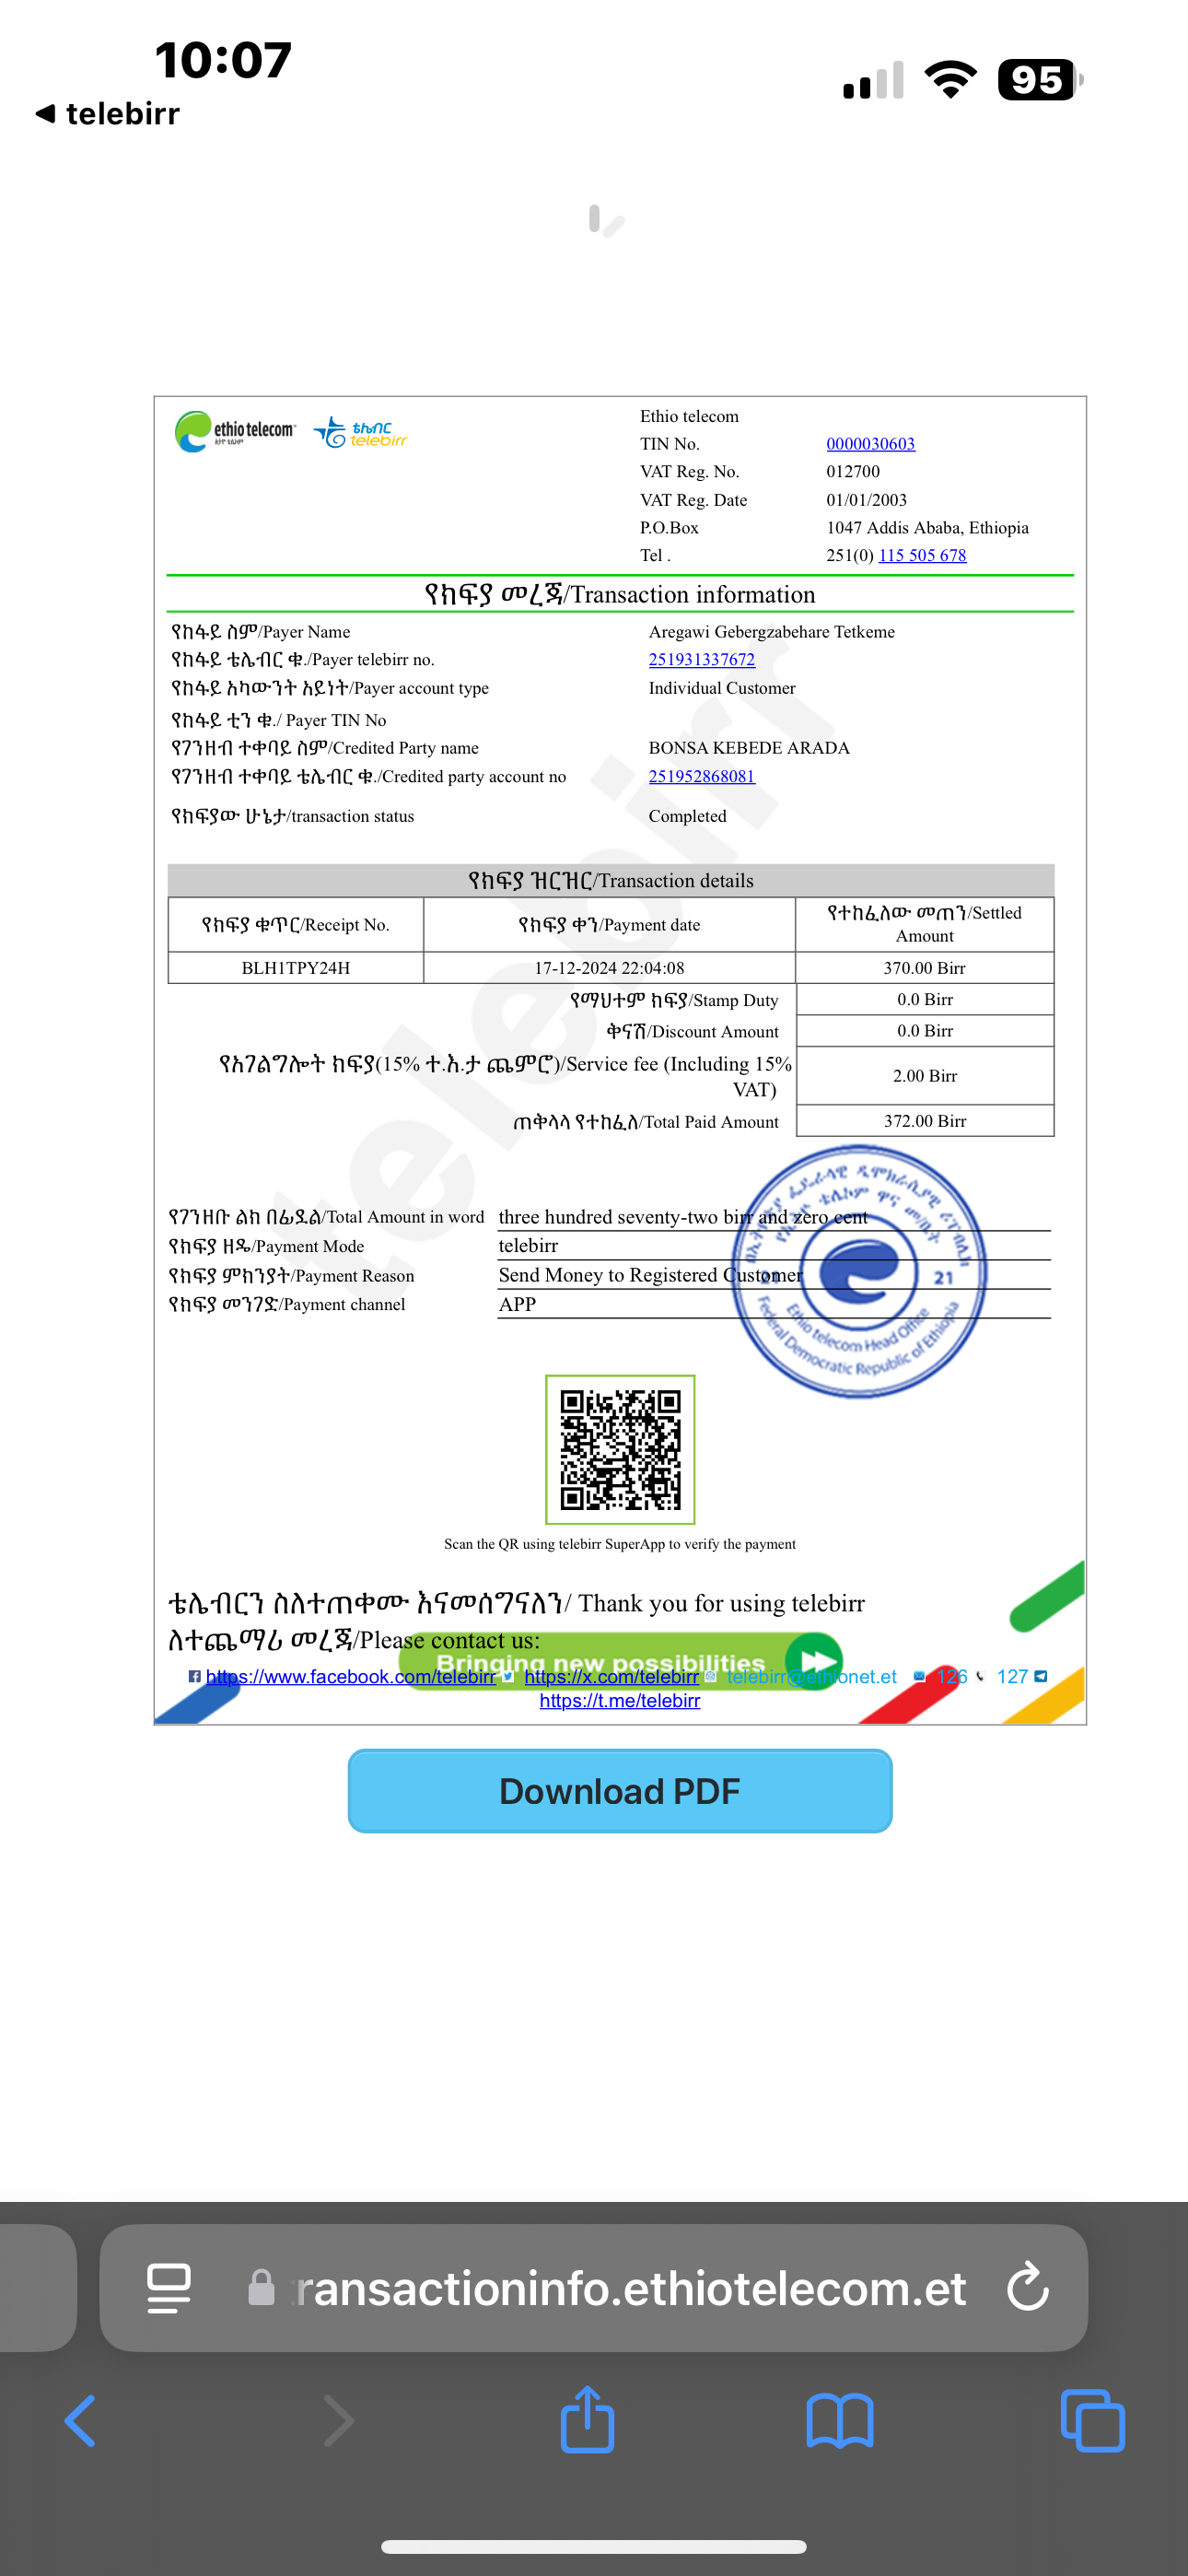 10:07
95
telebirr
ethio telecom
ኢትዮ ቴሌኮም
ቴሌብር
telebirr
Ethio telecom
TIN No. 0000030603
VAT Reg. No. 012700
VAT Reg. Date 01/01/2003
P.O.Box 1047 Addis Ababa, Ethiopia
Tel . 251(0) 115 505 678
የክፍያ መረጃ/Transaction information
የከፋይ ስም/Payer Name Aregawi Gebergzabehare Tetkeme
የከፋይ ቴሌብር ቁ./Payer telebirr no. 251931337672
የከፋይ አካውንት አይነት/Payer account type Individual Customer
የከፋይ ቲን ቁ./ Payer TIN No
የገንዘብ ተቀባይ ስም/Credited Party name BONSA KEBEDE ARADA
የገንዘብ ተቀባይ ቴሌብር ቁ./Credited party account no 251952868081
የክፍያው ሁኔታ/transaction status Completed
telebirr
የክፍያ ዝርዝር/Transaction details
የክፍያ ቁጥር/Receipt No. የክፍያ ቀን/Payment date የተከፈለው መጠን/Settled Amount
BLH1TPY24H 17-12-2024 22:04:08 370.00 Birr
የማህተም ክፍያ/Stamp Duty 0.0 Birr
ቅናሽ/Discount Amount 0.0 Birr
የአገልግሎት ክፍያ(15% ተ.እ.ታ ጨምሮ)/Service fee (Including 15%
VAT) 2.00 Birr
ጠቅላላ የተከፈለ/Total Paid Amount 372.00 Birr
የገንዘቡ ልክ በፊደል/Total Amount in word three hundred seventy-two birr and zero cent
የክፍያ ዘዴ/Payment Mode telebirr
የክፍያ ምክንያት/Payment Reason Send Money to Registered Customer
የክፍያ መንገድ/Payment channel APP
21
Ethio telecom Head Office
Federal Democratic Republic of Ethiopia
Scan the QR using telebirr SuperApp to verify the payment
ቴሌብርን ስለተጠቀሙ እናመሰግናለን/ Thank you for using telebirr
ለተጨማሪ መረጃ/Please contact us:
Bringing new possibilities
https://www.facebook.com/telebirr https://x.com/telebirr telebirr@ethionet.et 126 127
https://t.me/telebirr
Download PDF
ransactioninfo.ethiotelecom.et